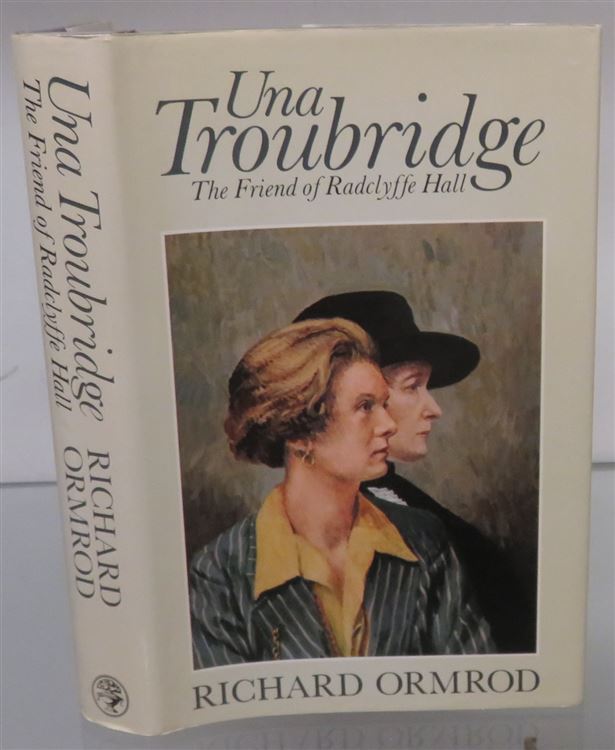 Una
Troubridge
The Friend of Radclyffe Hall
RICHARD ORMROD
Una Troubridge
The Friend of Radclyffe Hall
RICHARD
ORMROD